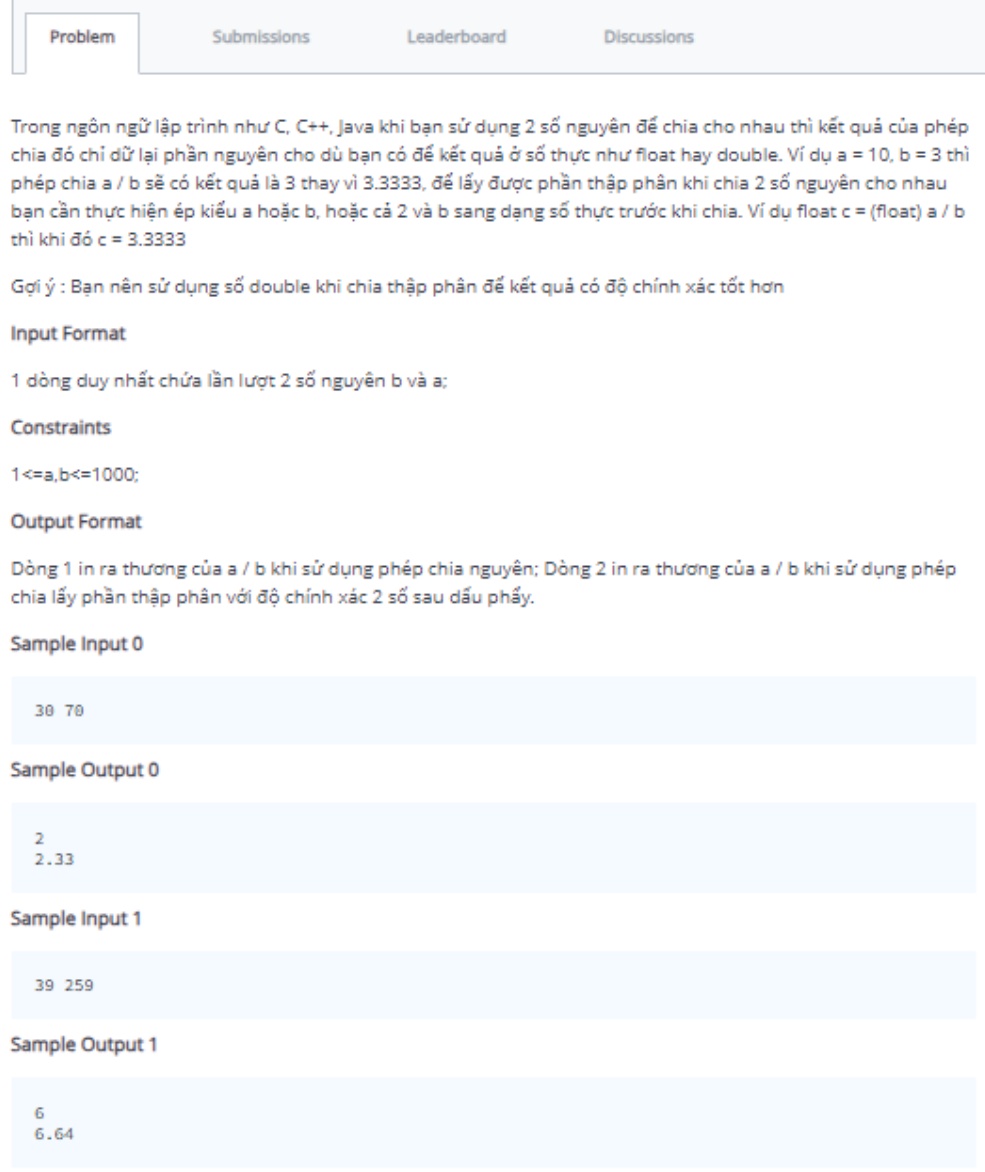 Problem Submissions Leaderboard Discussions
Trong ngôn ngữ lập trình như C, C++, Java khi bạn sử dụng 2 số nguyên để chia cho nhau thì kết quả của phép
chia đó chỉ dữ lại phần nguyên cho dù bạn có để kết quả ở số thực như float hay double. Ví dụ a = 10, b = 3 thì
phép chia a / b sẽ có kết quả là 3 thay vì 3.3333, để lấy được phần thập phân khi chia 2 số nguyên cho nhau
bạn cần thực hiện ép kiểu a hoặc b, hoặc cả 2 và b sang dạng số thực trước khi chia. Ví dụ float c = (float) a / b
thì khi đó c = 3.3333
Gợi ý : Bạn nên sử dụng số double khi chia thập phân để kết quả có độ chính xác tốt hơn
Input Format
1 dòng duy nhất chứa lần lượt 2 số nguyên b và a;
Constraints
1<=a,b<=1000;
Output Format
Dòng 1 in ra thương của a / b khi sử dụng phép chia nguyên; Dòng 2 in ra thương của a / b khi sử dụng phép
chia lấy phần thập phân với độ chính xác 2 số sau dấu phẩy.
Sample Input 0
30 70
Sample Output 0
2
2.33
Sample Input 1
39 259
Sample Output 1
6
6.64